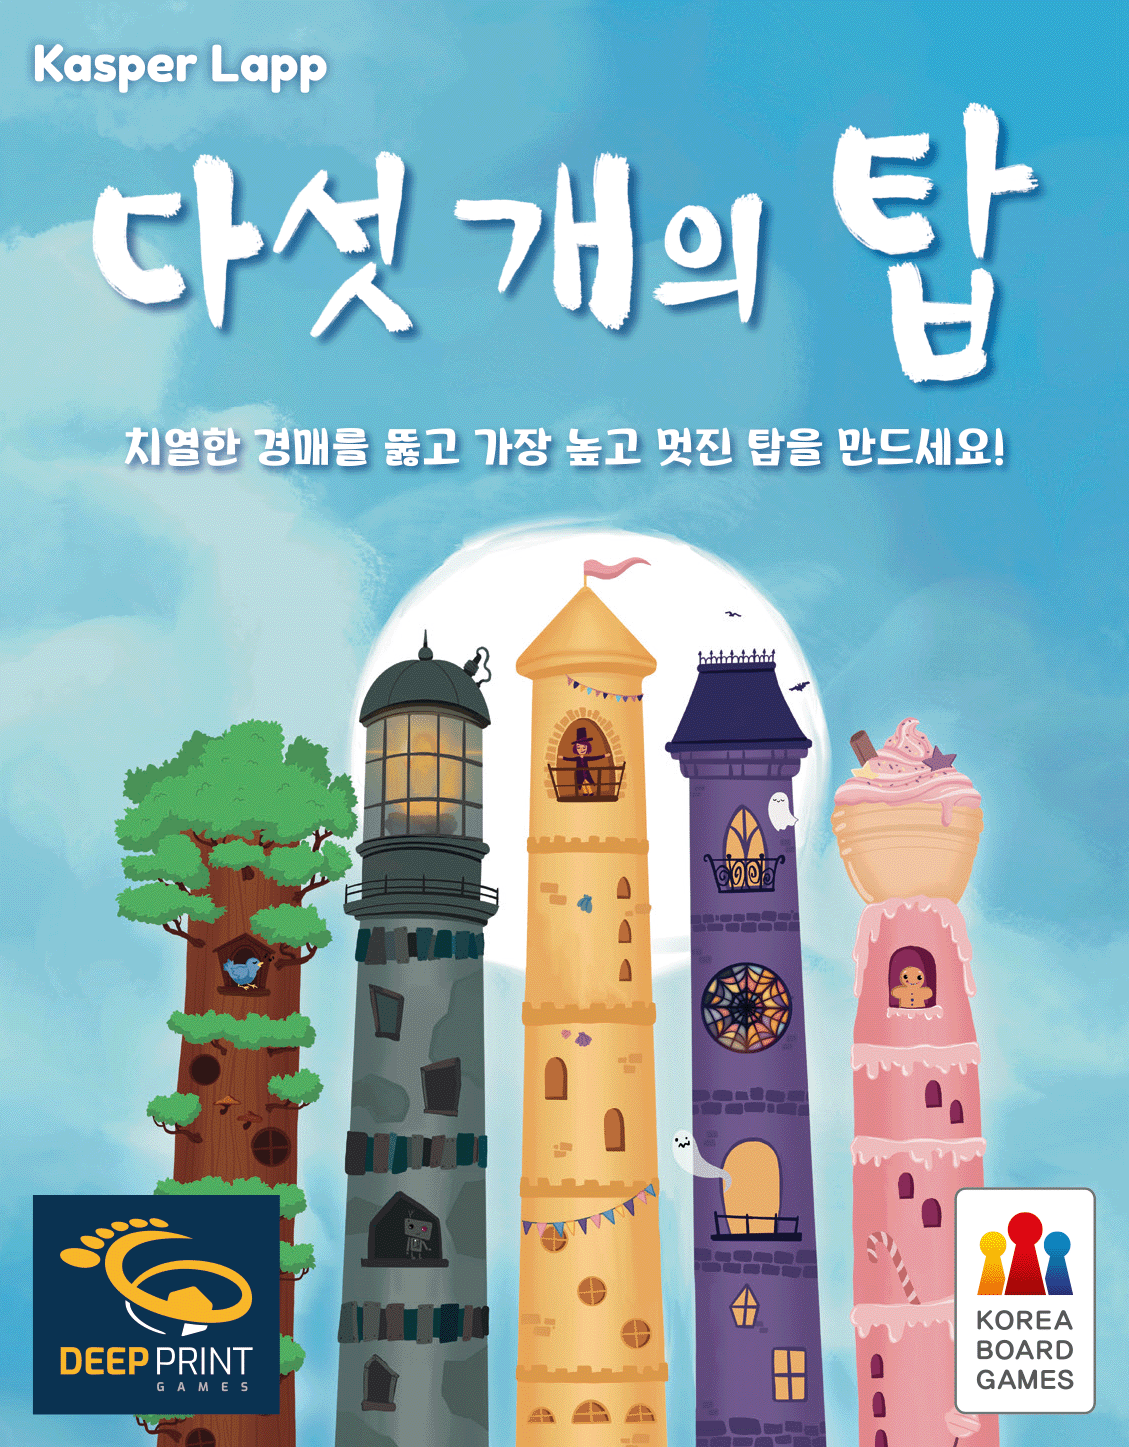 Kasper Lapp
다섯 개의 탑
치열한 경매를 뚫고 가장 높고 멋진 탑을 만드세요!
DEEP PRINT
GAMES
KOREA
BOARD
GAMES